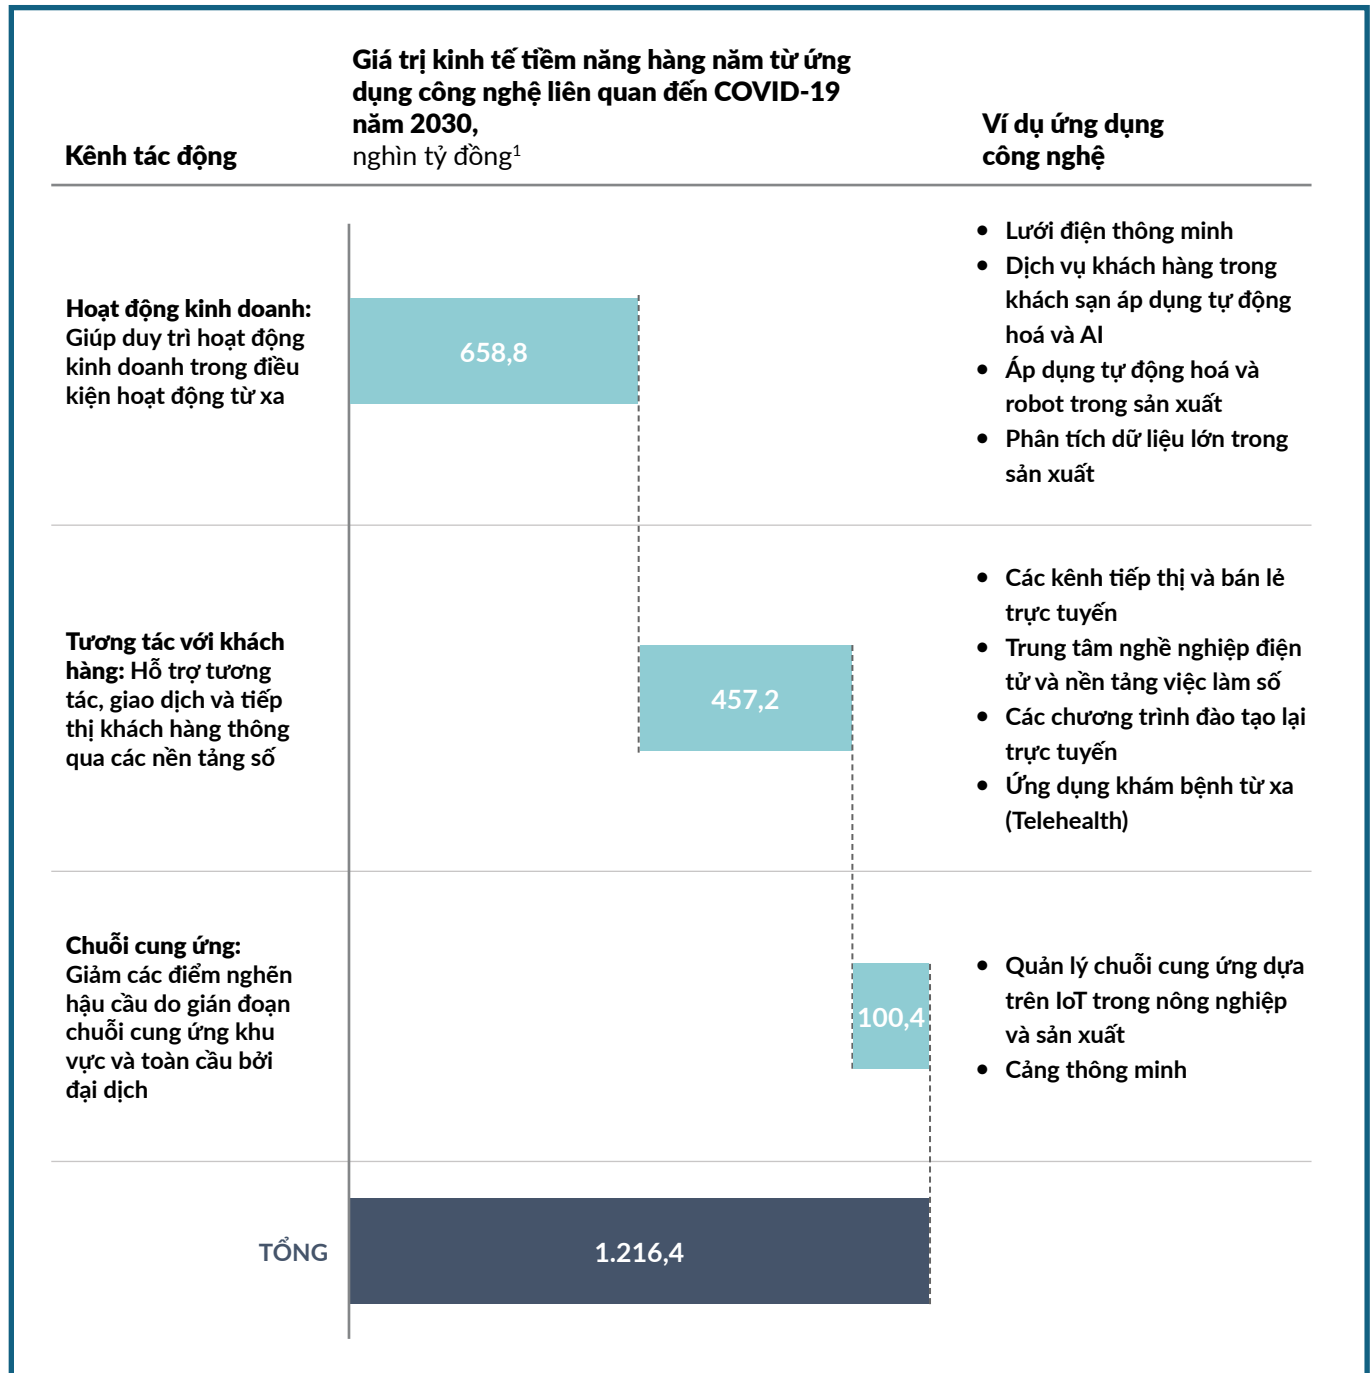 Kênh tác động
Giá trị kinh tế tiềm năng hàng năm từ ứng
dụng công nghệ liên quan đến COVID-19
năm 2030,
nghìn tỷ đồng¹
Ví dụ ứng dụng
công nghệ
Hoạt động kinh doanh:
Giúp duy trì hoạt động
kinh doanh trong điều
kiện hoạt động từ xa
658,8
• Lưới điện thông minh
• Dịch vụ khách hàng trong
khách sạn áp dụng tự động
hoá và AI
• Áp dụng tự động hoá và
robot trong sản xuất
• Phân tích dữ liệu lớn trong
sản xuất
Tương tác với khách
hàng: Hỗ trợ tương
tác, giao dịch và tiếp
thị khách hàng thông
qua các nền tảng số
457,2
• Các kênh tiếp thị và bán lẻ
trực tuyến
• Trung tâm nghề nghiệp điện
tử và nền tảng việc làm số
• Các chương trình đào tạo lại
trực tuyến
• Ứng dụng khám bệnh từ xa
(Telehealth)
Chuỗi cung ứng:
Giảm các điểm nghẽn
hậu cầu do gián đoạn
chuỗi cung ứng khu
vực và toàn cầu bởi
đại dịch
100,4
• Quản lý chuỗi cung ứng dựa
trên IoT trong nông nghiệp
và sản xuất
• Cảng thông minh
TỔNG
1.216,4